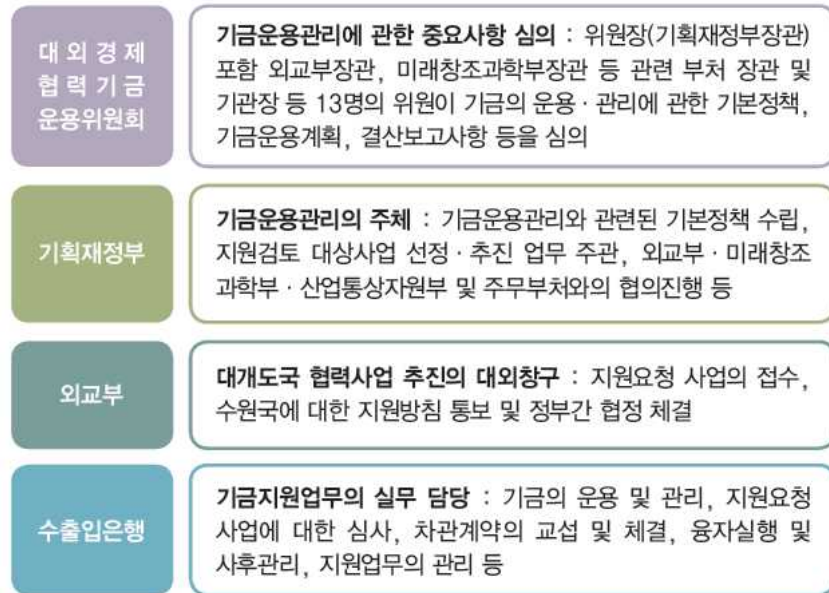 대 외 경 제
협 력 기 금
운용위원회
기금운용관리에 관한 중요사항 심의 : 위원장(기획재정부장관)
포함 외교부장관, 미래창조과학부장관 등 관련 부처 장관 및
기관장 등 13명의 위원이 기금의 운용 · 관리에 관한 기본정책,
기금운용계획, 결산보고사항 등을 심의
기획재정부
기금운용관리의 주체 : 기금운용관리와 관련된 기본정책 수립,
지원검토 대상사업 선정 · 추진 업무 주관, 외교부 · 미래창조
과학부 · 산업통상자원부 및 주무부처와의 협의진행 등
외교부
대개도국 협력사업 추진의 대외창구 : 지원요청 사업의 접수,
수원국에 대한 지원방침 통보 및 정부간 협정 체결
수출입은행
기금지원업무의 실무 담당 : 기금의 운용 및 관리, 지원요청
사업에 대한 심사, 차관계약의 교섭 및 체결, 융자실행 및
사후관리, 지원업무의 관리 등